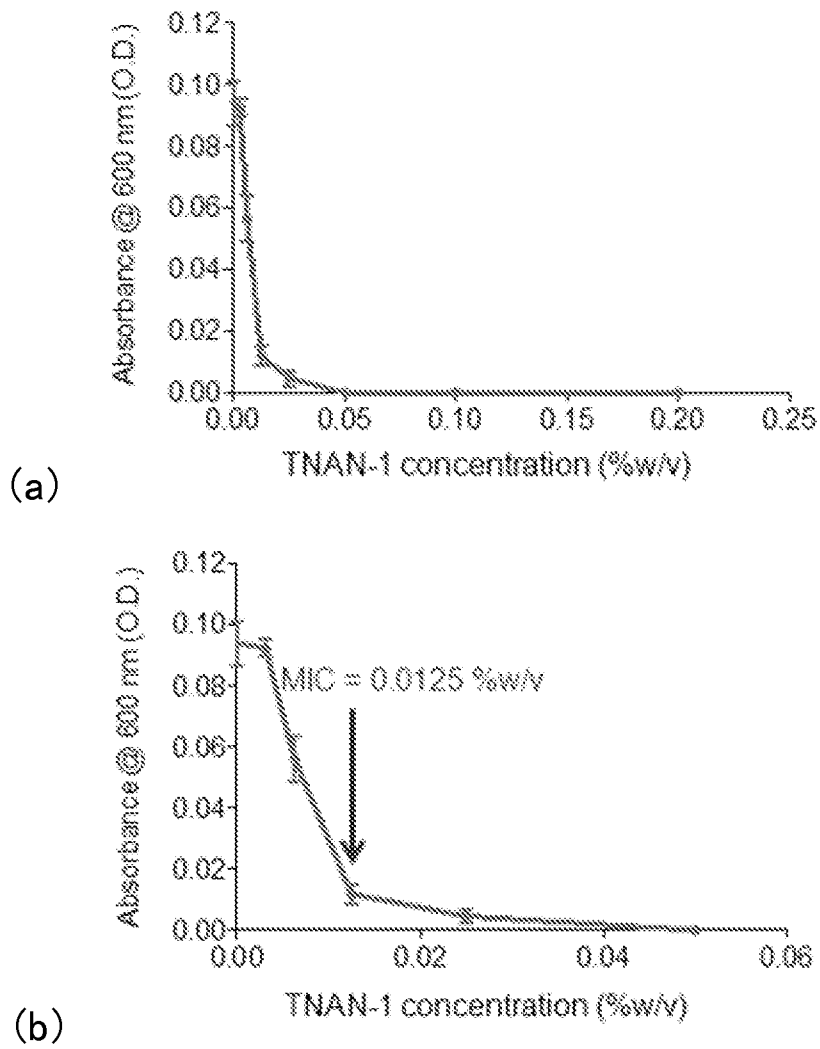 0.12
0.10
0.08
0.06
0.04
0.02
0.00
Absorbance @ 600 nm (O.D.)
0.00 0.05 0.10 0.15 0.20 0.25
TNAN-1 concentration (%w/v)
(a)
0.12
0.10
0.08
0.06
0.04
0.02
0.00
Absorbance @ 600 nm (O.D.)
MIC = 0.0125 %w/v
0.00 0.02 0.04 0.06
TNAN-1 concentration (%w/v)
(b)